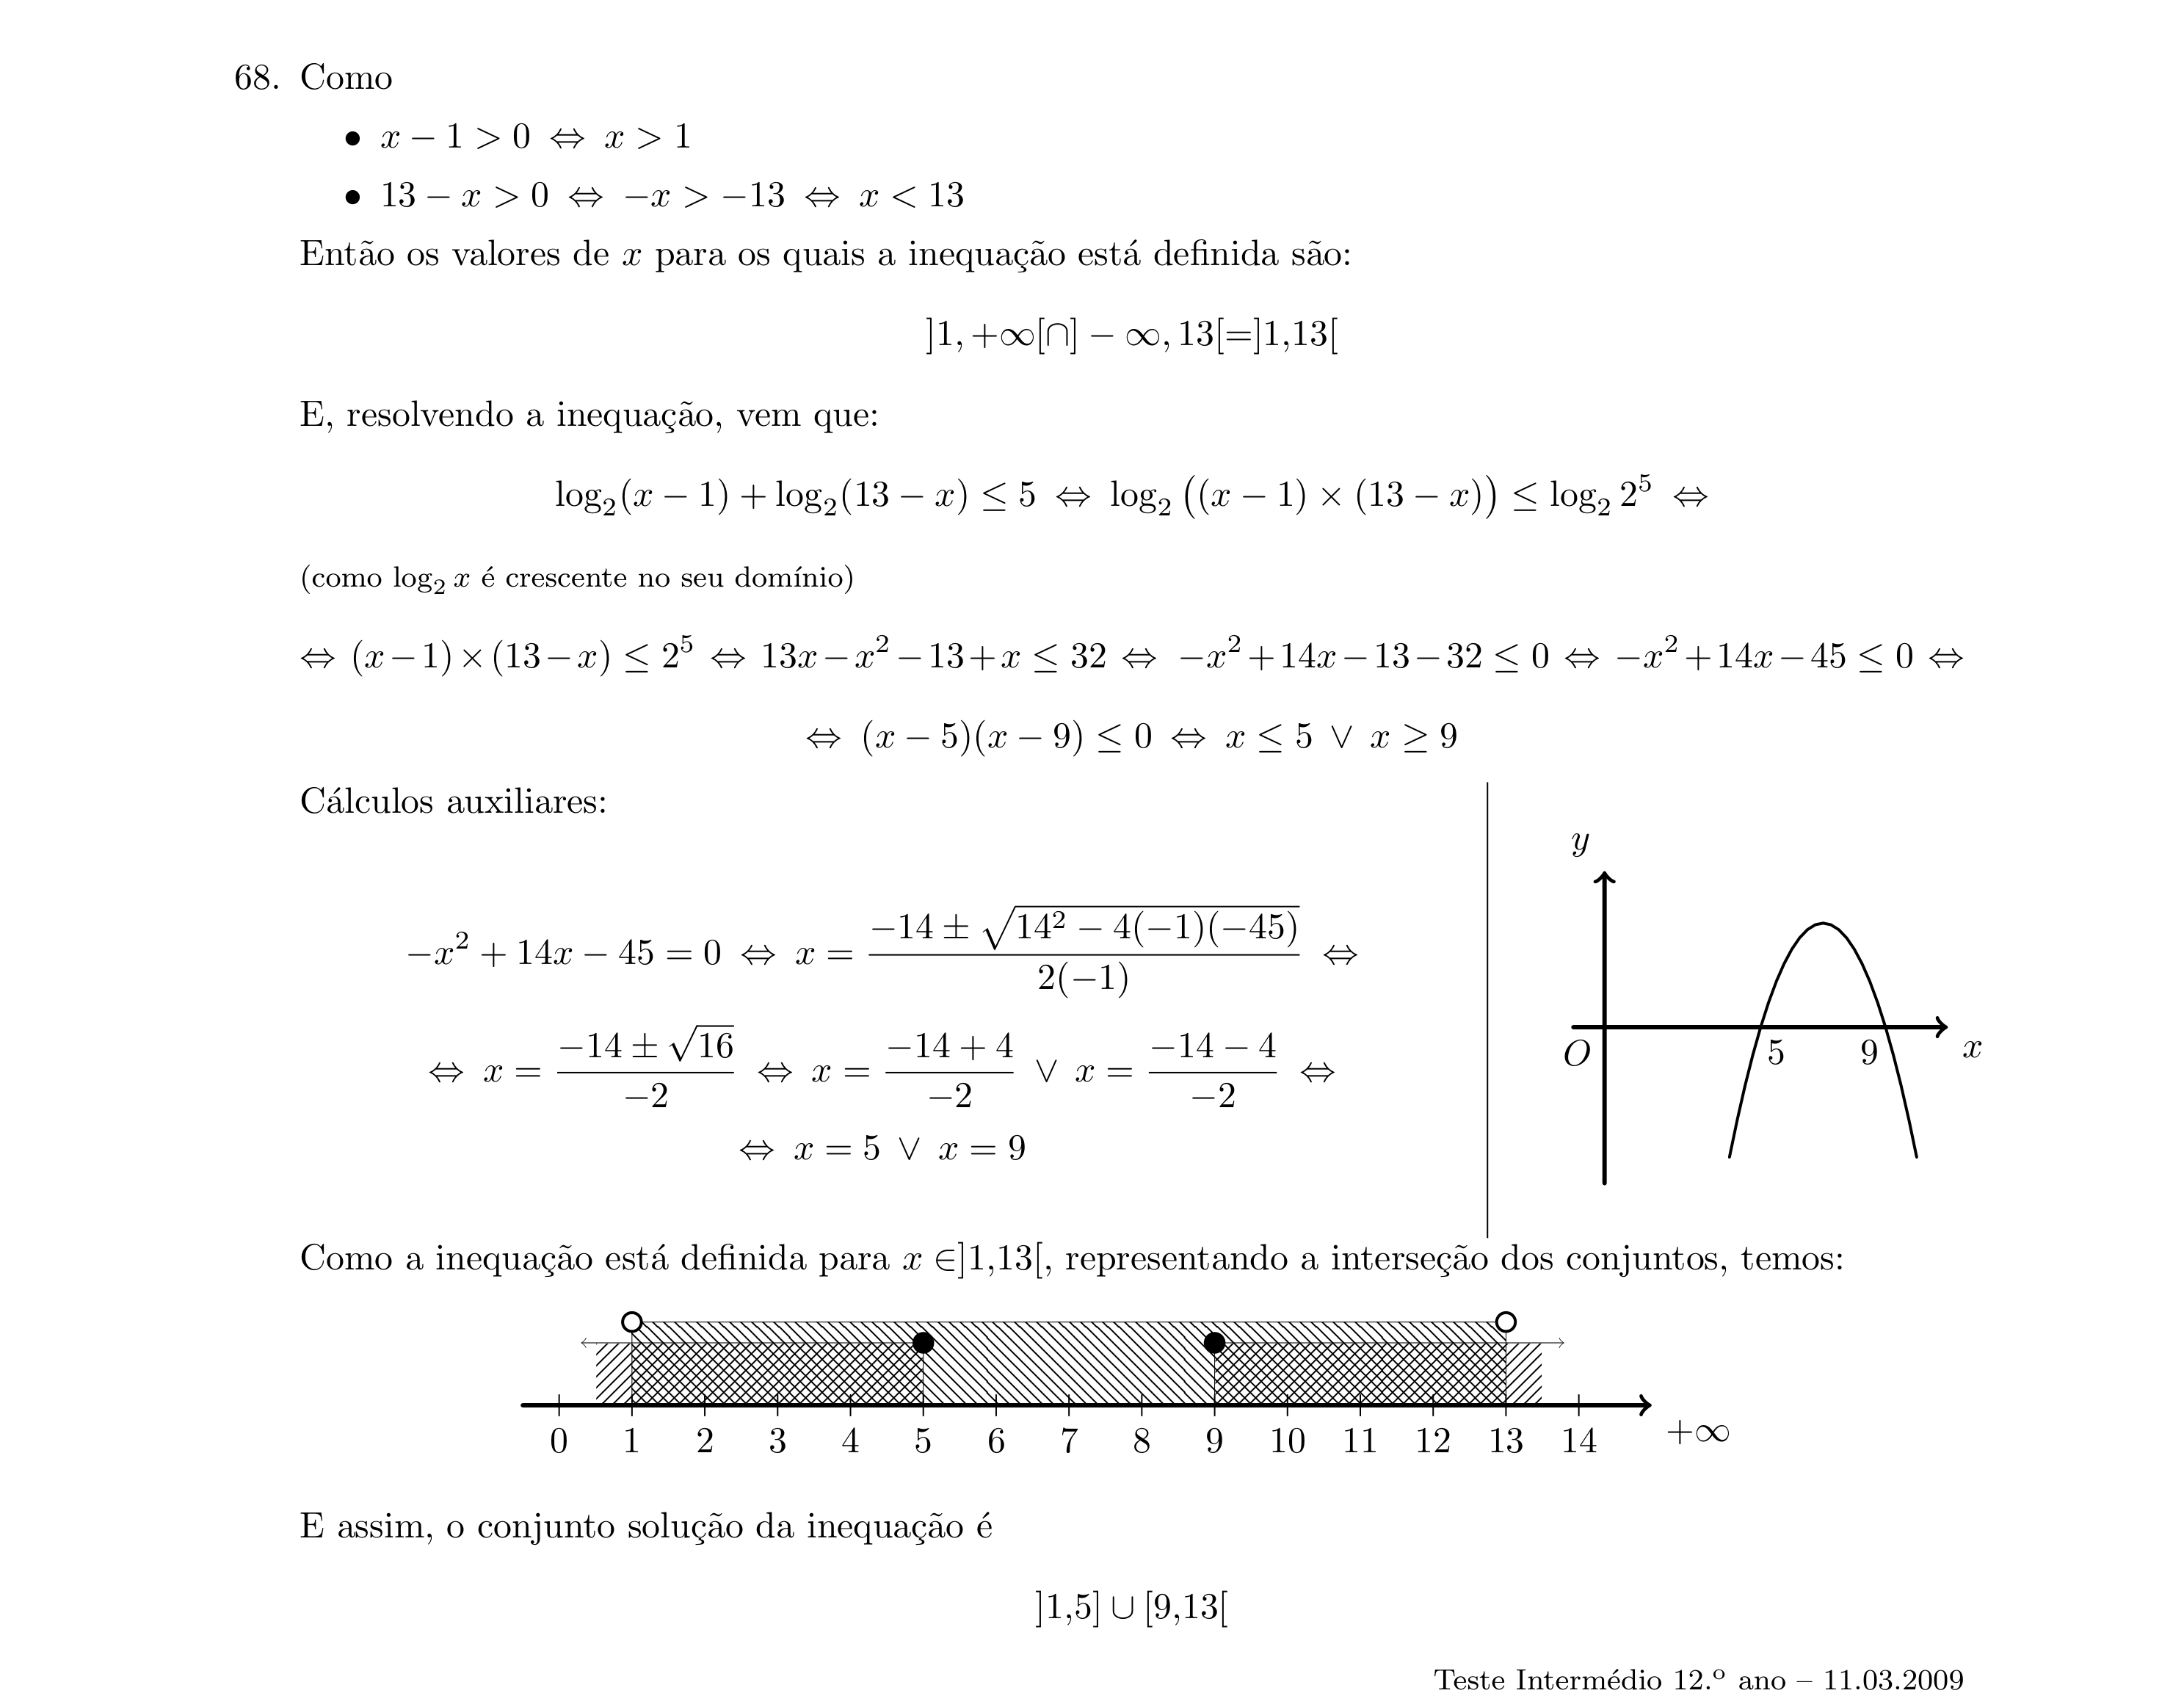 68. Como
• x − 1 > 0 ⇔ x > 1
• 13 − x > 0 ⇔ −x > −13 ⇔ x < 13
Então os valores de x para os quais a inequação está definida são:
]1, +∞[∩] − ∞, 13[=]1,13[
E, resolvendo a inequação, vem que:
log₂(x − 1) + log₂(13 − x) ≤ 5 ⇔ log₂ ((x − 1) × (13 − x)) ≤ log₂ 2⁵ ⇔
(como log₂ x é crescente no seu domínio)
⇔ (x − 1) × (13 − x) ≤ 2⁵ ⇔ 13x − x² − 13 + x ≤ 32 ⇔ −x² + 14x − 13 − 32 ≤ 0 ⇔ −x² + 14x − 45 ≤ 0 ⇔
⇔ (x − 5)(x − 9) ≤ 0 ⇔ x ≤ 5 ∨ x ≥ 9
Cálculos auxiliares:
−x² + 14x − 45 = 0 ⇔ x = (−14 ± √(14² − 4(−1)(−45)))/(2(−1)) ⇔
⇔ x = (−14 ± √16)/(−2) ⇔ x = (−14 + 4)/(−2) ∨ x = (−14 − 4)/(−2) ⇔
⇔ x = 5 ∨ x = 9
y
O 5 9 x
Como a inequação está definida para x ∈]1,13[, representando a interseção dos conjuntos, temos:
0 1 2 3 4 5 6 7 8 9 10 11 12 13 14 +∞
E assim, o conjunto solução da inequação é
]1,5] ∪ [9,13[
Teste Intermédio 12.º ano – 11.03.2009